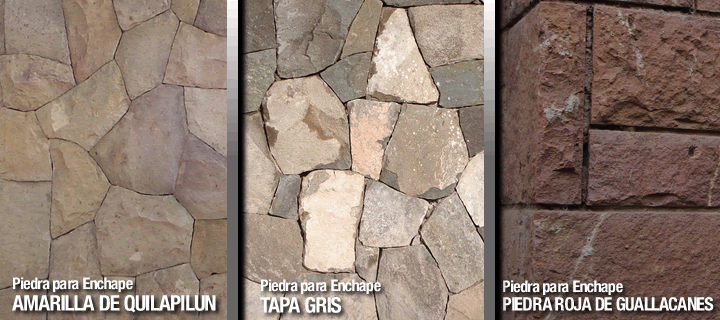 Piedra para Enchape
AMARILLA DE QUILAPILUN
Piedra para Enchape
TAPA GRIS
Piedra para Enchape
PIEDRA ROJA DE GUALLACANES